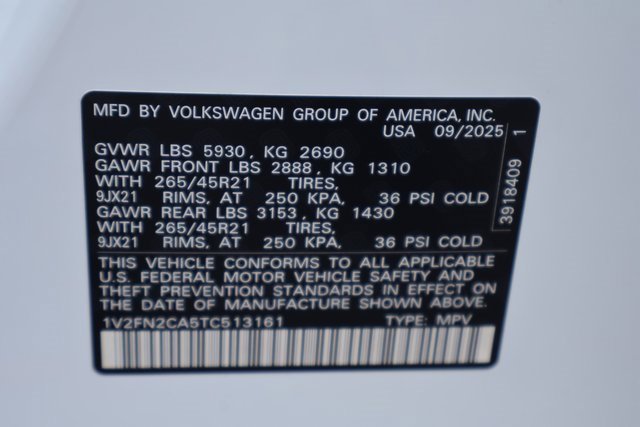 MFD BY VOLKSWAGEN GROUP OF AMERICA, INC.
USA 09/2025
GVWR LBS 5930, KG 2690
GAWR FRONT LBS 2888, KG 1310
WITH 265/45R21 TIRES,
9JX21 RIMS, AT 250 KPA, 36 PSI COLD
GAWR REAR LBS 3153, KG 1430
WITH 265/45R21 TIRES,
9JX21 RIMS, AT 250 KPA, 36 PSI COLD
THIS VEHICLE CONFORMS TO ALL APPLICABLE
U.S. FEDERAL MOTOR VEHICLE SAFETY AND
THEFT PREVENTION STANDARDS IN EFFECT ON
THE DATE OF MANUFACTURE SHOWN ABOVE.
1V2FN2CA5TC513161 TYPE: MPV
3918409 1